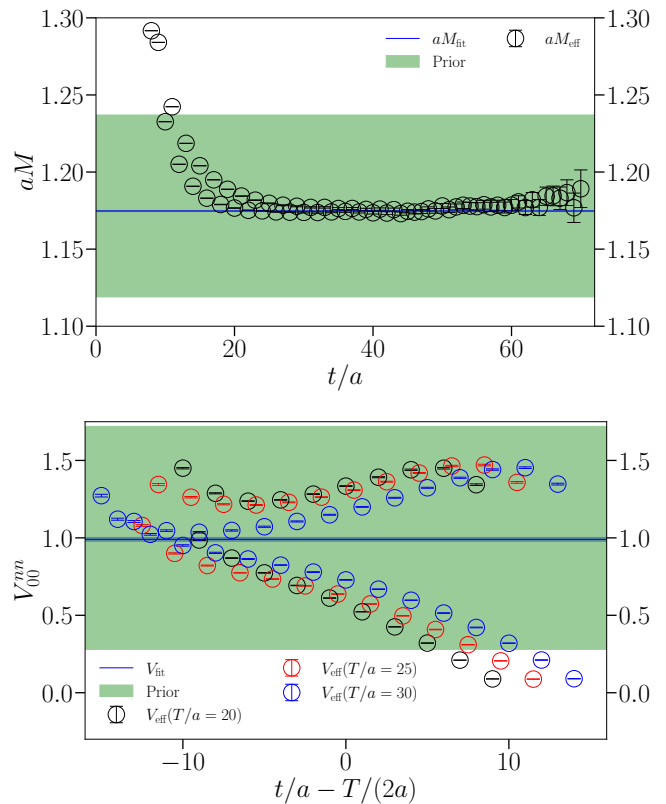 1.30 1.30
aM_fit aM_eff
Prior
1.25 1.25
aM
1.20 1.20
1.15 1.15
1.10 1.10
0 20 40 60
t/a
1.5 1.5
1.0 1.0
V_{00}^{nn}
0.5 0.5
V_fit V_eff(T/a = 25)
Prior V_eff(T/a = 30)
0.0 0.0
V_eff(T/a = 20)
−10 0 10
t/a − T/(2a)